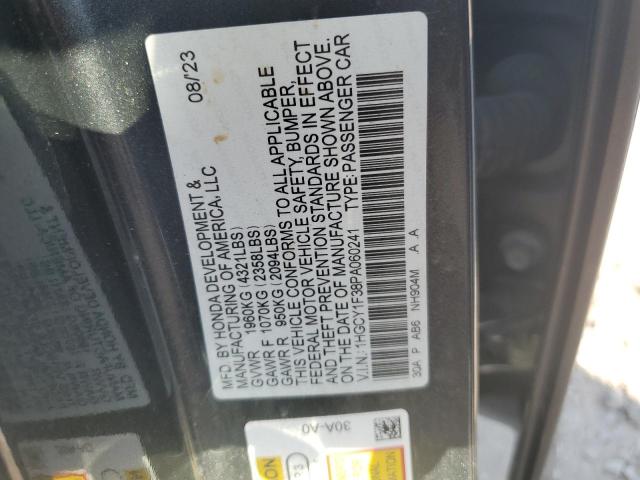 MFD. BY HONDA DEVELOPMENT & 08/23
MANUFACTURING OF AMERICA, LLC
GVWR 1960KG (4321LBS)
GAWR F 1070KG (2358LBS)
GAWR R 950KG (2094LBS)
THIS VEHICLE CONFORMS TO ALL APPLICABLE
FEDERAL MOTOR VEHICLE SAFETY, BUMPER,
AND THEFT PREVENTION STANDARDS IN EFFECT
ON THE DATE OF MANUFACTURE SHOWN ABOVE.
V.I.N.: 1HGCY1F38PA060241 TYPE: PASSENGER CAR
30A P AB6 NH904M A A
30A-A0